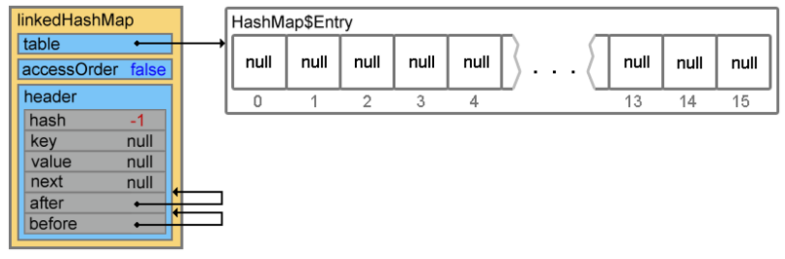 linkedHashMap
table
accessOrder false
header
hash -1
key null
value null
next null
after
before
HashMap$Entry
null null null null null . . . null null null
0 1 2 3 4 13 14 15